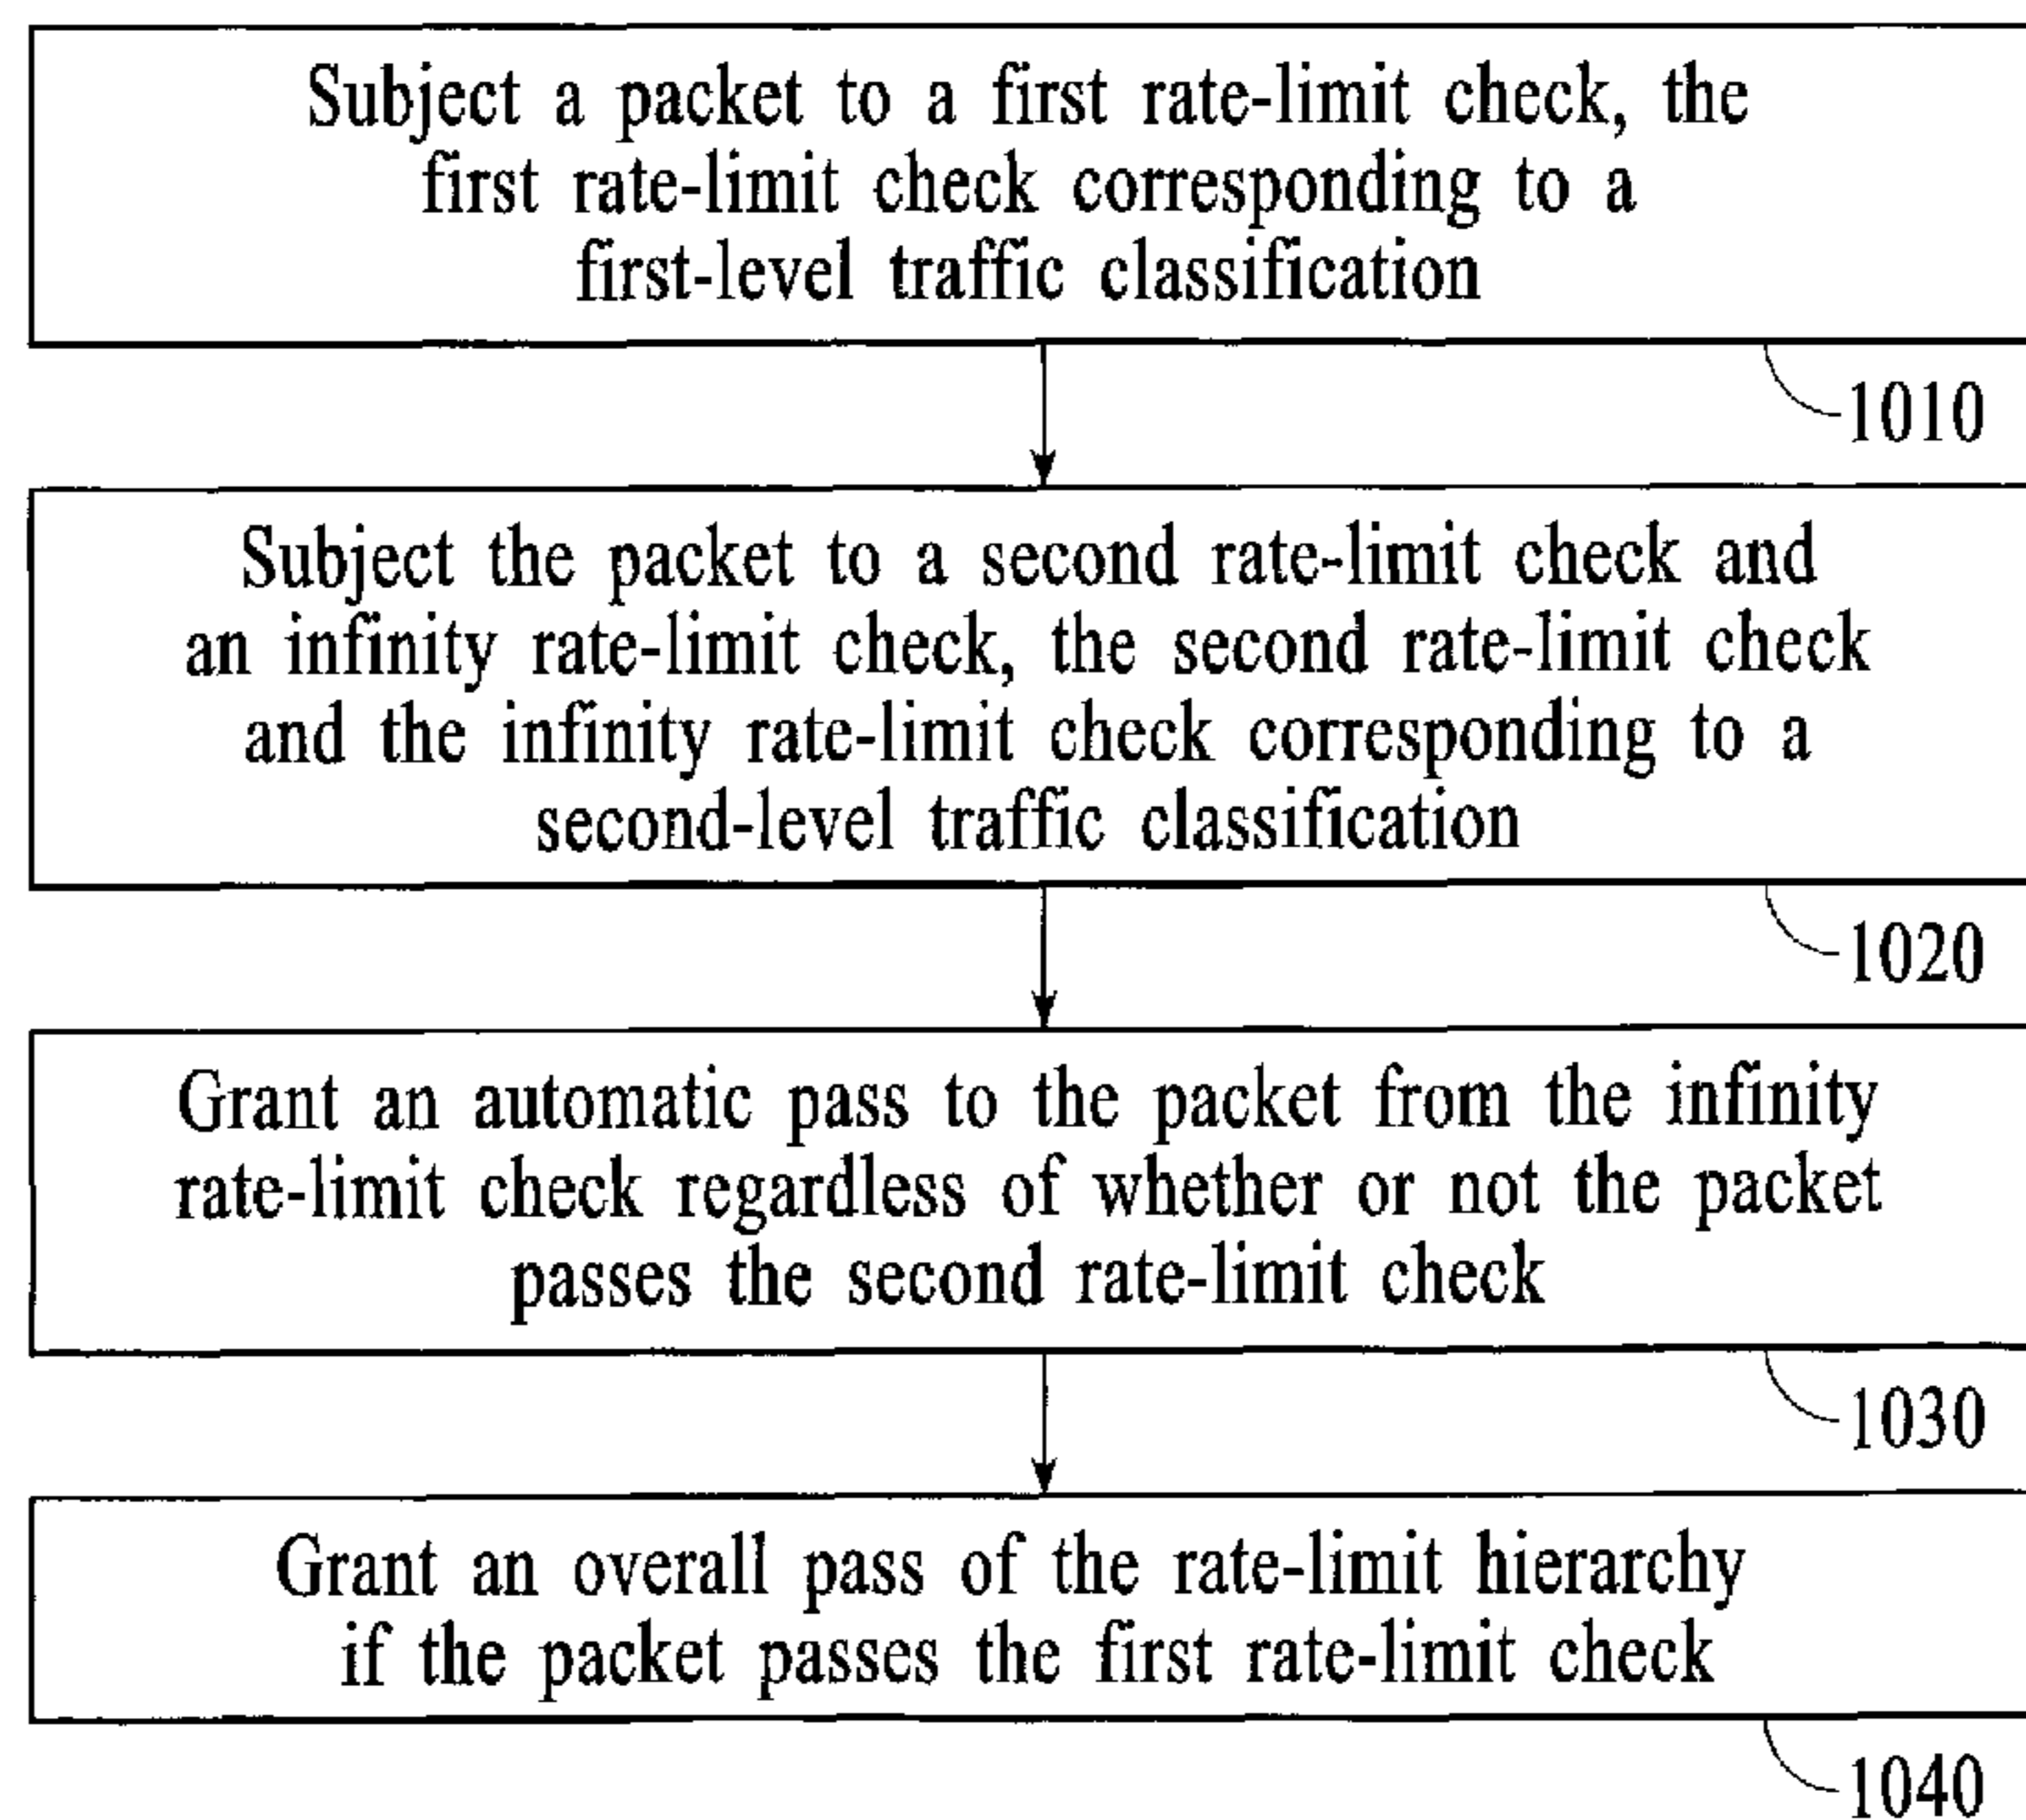 Subject a packet to a first rate-limit check, the
first rate-limit check corresponding to a
first-level traffic classification
1010
Subject the packet to a second rate-limit check and
an infinity rate-limit check, the second rate-limit check
and the infinity rate-limit check corresponding to a
second-level traffic classification
1020
Grant an automatic pass to the packet from the infinity
rate-limit check regardless of whether or not the packet
passes the second rate-limit check
1030
Grant an overall pass of the rate-limit hierarchy
if the packet passes the first rate-limit check
1040